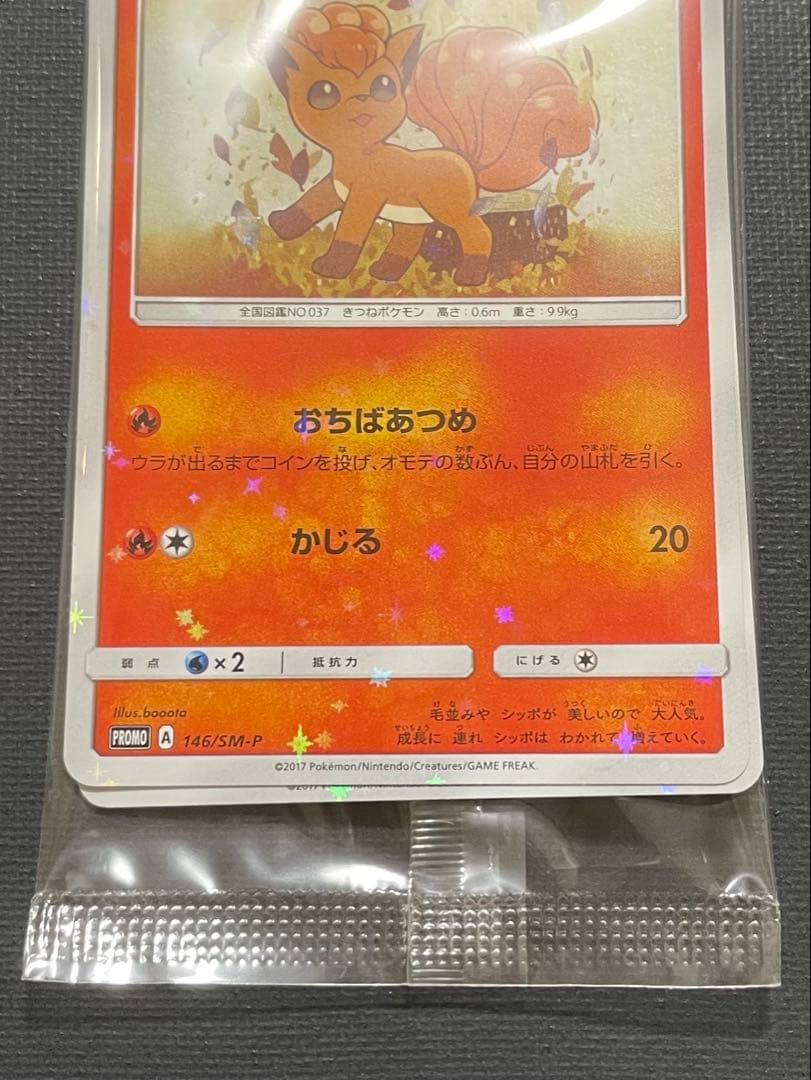 全国図鑑NO.037 きつねポケモン 高さ:0.6m 重さ:9.9kg
おちばあつめ
ウラが出るまでコインを投げ、オモテの数ぶん、自分の山札を引く。
かじる 20
弱点 ×2 抵抗力 にげる
Illus.booota
毛並みや シッポが 美しいので 大人気。
成長に 連れ シッポは わかれて 増えていく。
PROMO A 146/SM-P
©2017 Pokémon/Nintendo/Creatures/GAME FREAK.